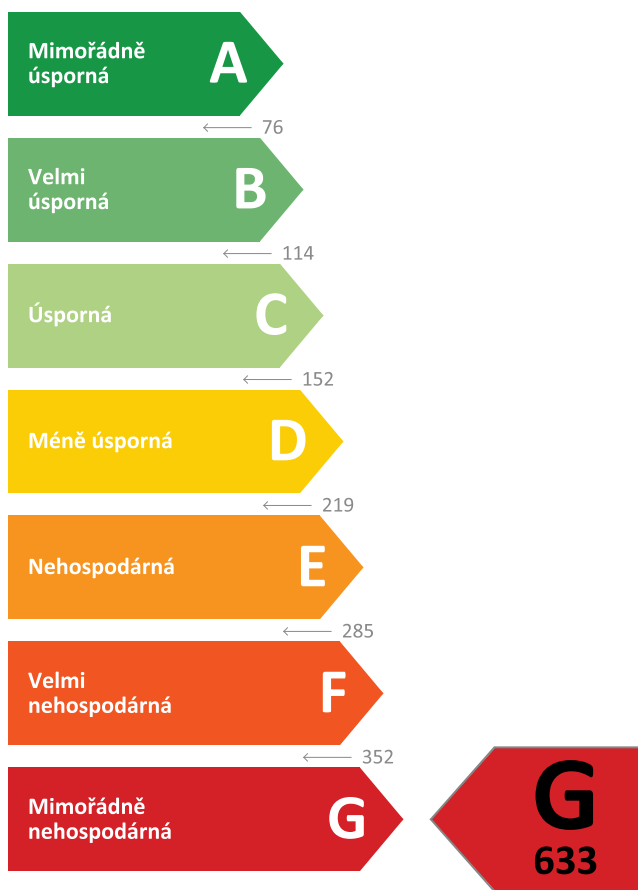 Mimořádně
úsporná
A
76
Velmi
úsporná
B
114
Úsporná
C
152
Méně úsporná
D
219
Nehospodárná
E
285
Velmi
nehospodárná
F
352
Mimořádně
nehospodárná
G
G
633